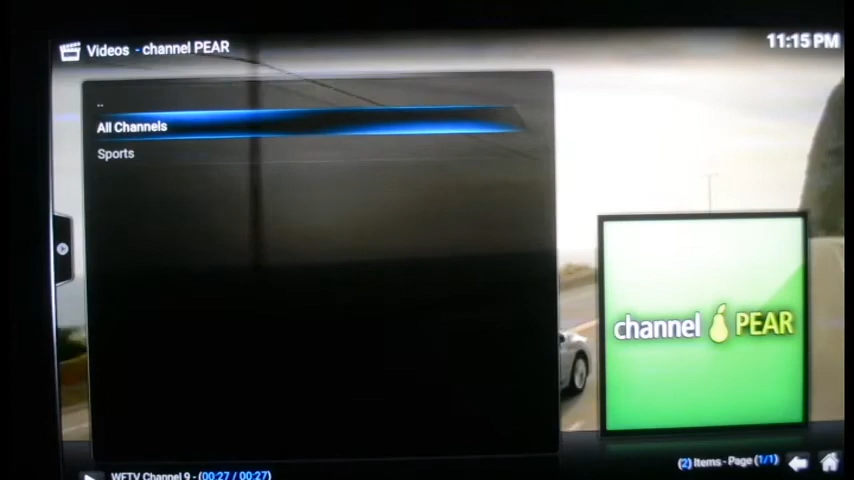 Videos - channel PEAR
11:15 PM
..
All Channels
Sports
channel PEAR
(2) Items - Page (1/1)
WFTV Channel 9 - (00:27 / 00:27)